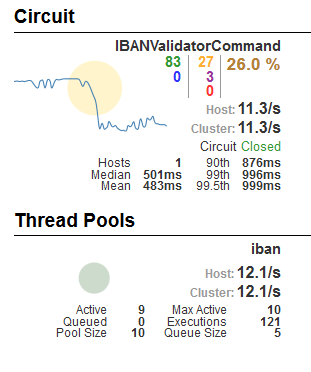 Circuit
IBANValidatorCommand
83 27 26.0 %
0 3
0
Host: 11.3/s
Cluster: 11.3/s
Circuit Closed
Hosts 1 90th 876ms
Median 501ms 99th 996ms
Mean 483ms 99.5th 999ms
Thread Pools
iban
Host: 12.1/s
Cluster: 12.1/s
Active 9 Max Active 10
Queued 0 Executions 121
Pool Size 10 Queue Size 5